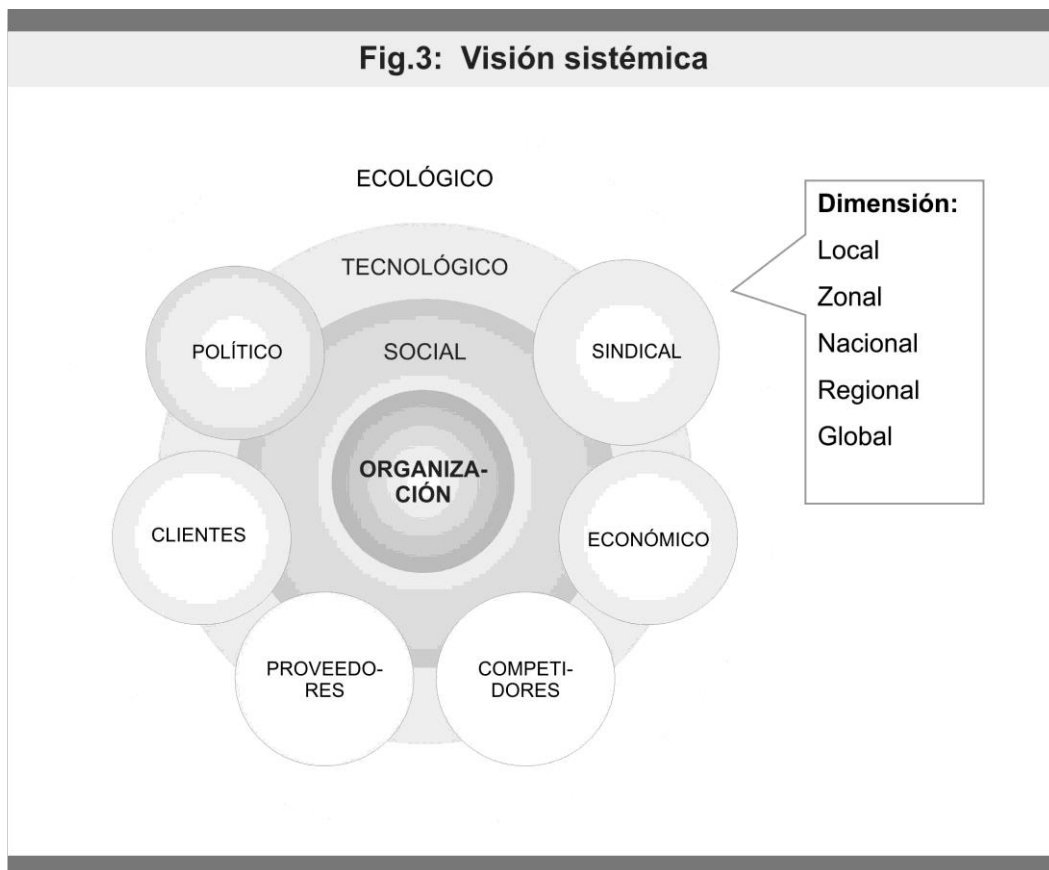 Fig.3: Visión sistémica
ECOLÓGICO
TECNOLÓGICO
SOCIAL
POLÍTICO
SINDICAL
ORGANIZA-
CIÓN
CLIENTES
ECONÓMICO
PROVEEDO-
RES
COMPETI-
DORES
Dimensión:
Local
Zonal
Nacional
Regional
Global